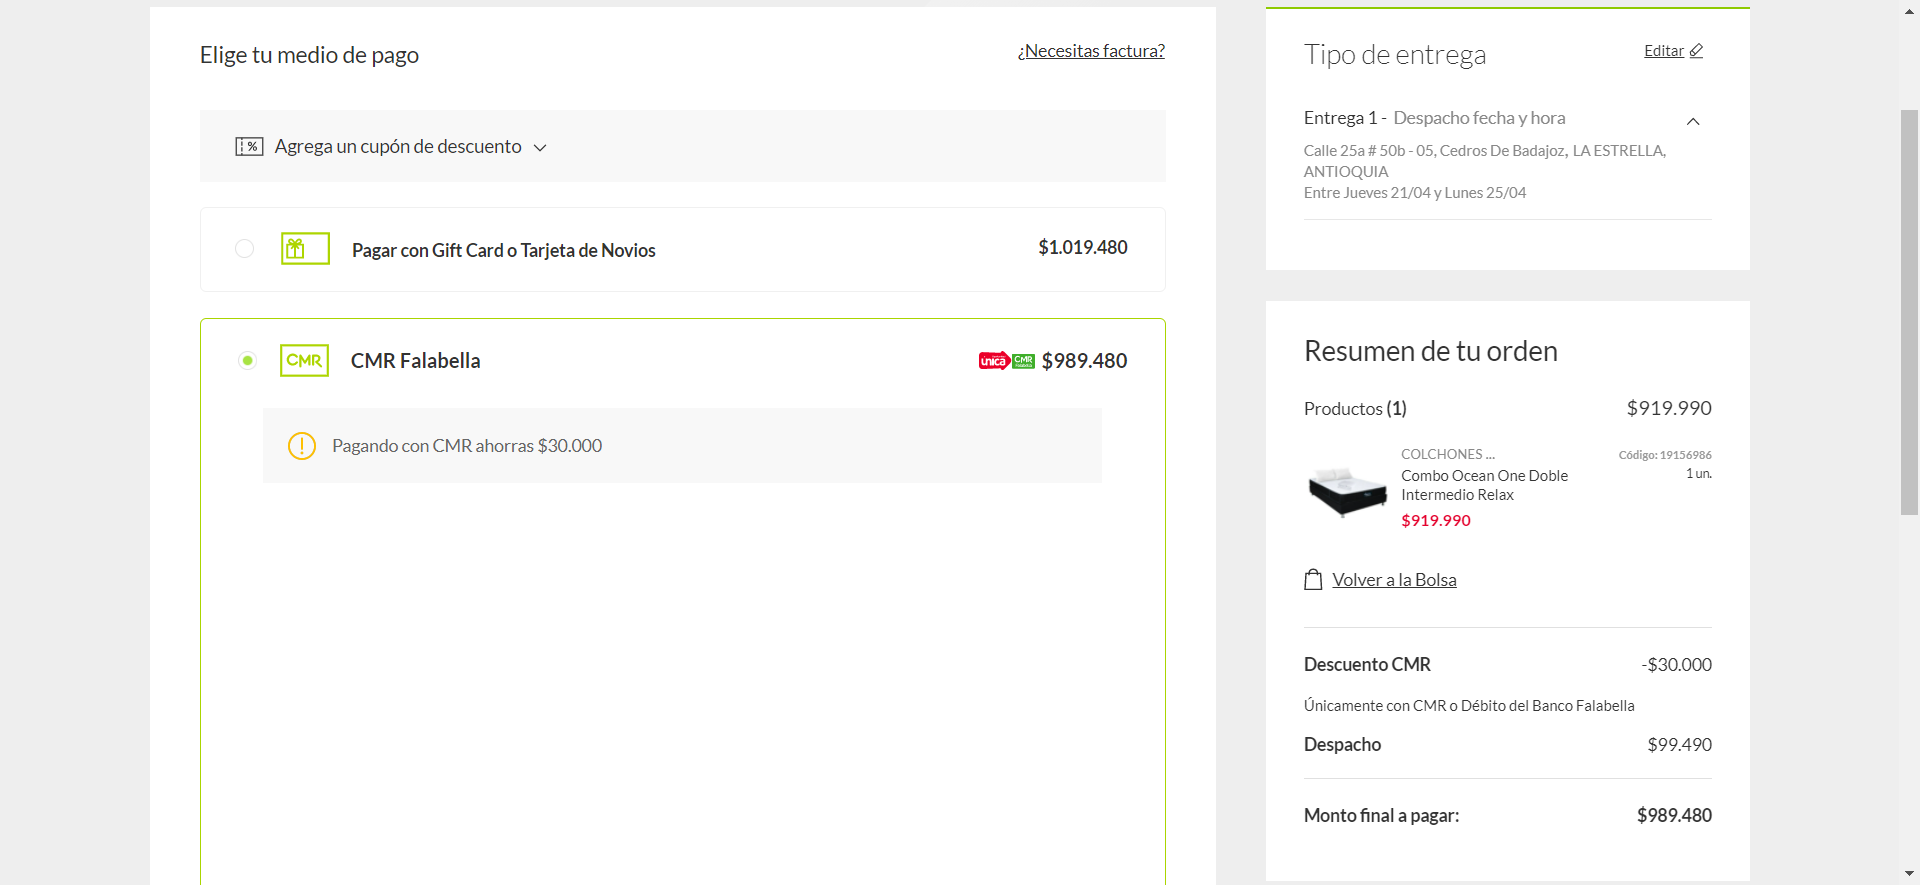 Elige tu medio de pago
¿Necesitas factura?
% Agrega un cupón de descuento
Pagar con Gift Card o Tarjeta de Novios
$1.019.480
CMR CMR Falabella
única CMR $989.480
Pagando con CMR ahorras $30.000
Tipo de entrega
Editar
Entrega 1 - Despacho fecha y hora
Calle 25a # 50b - 05, Cedros De Badajoz, LA ESTRELLA,
ANTIOQUIA
Entre Jueves 21/04 y Lunes 25/04
Resumen de tu orden
Productos (1)
$919.990
COLCHONES ...
Código: 19156986
Combo Ocean One Doble
Intermedio Relax
1 un.
$919.990
Volver a la Bolsa
Descuento CMR
-$30.000
Únicamente con CMR o Débito del Banco Falabella
Despacho
$99.490
Monto final a pagar:
$989.480